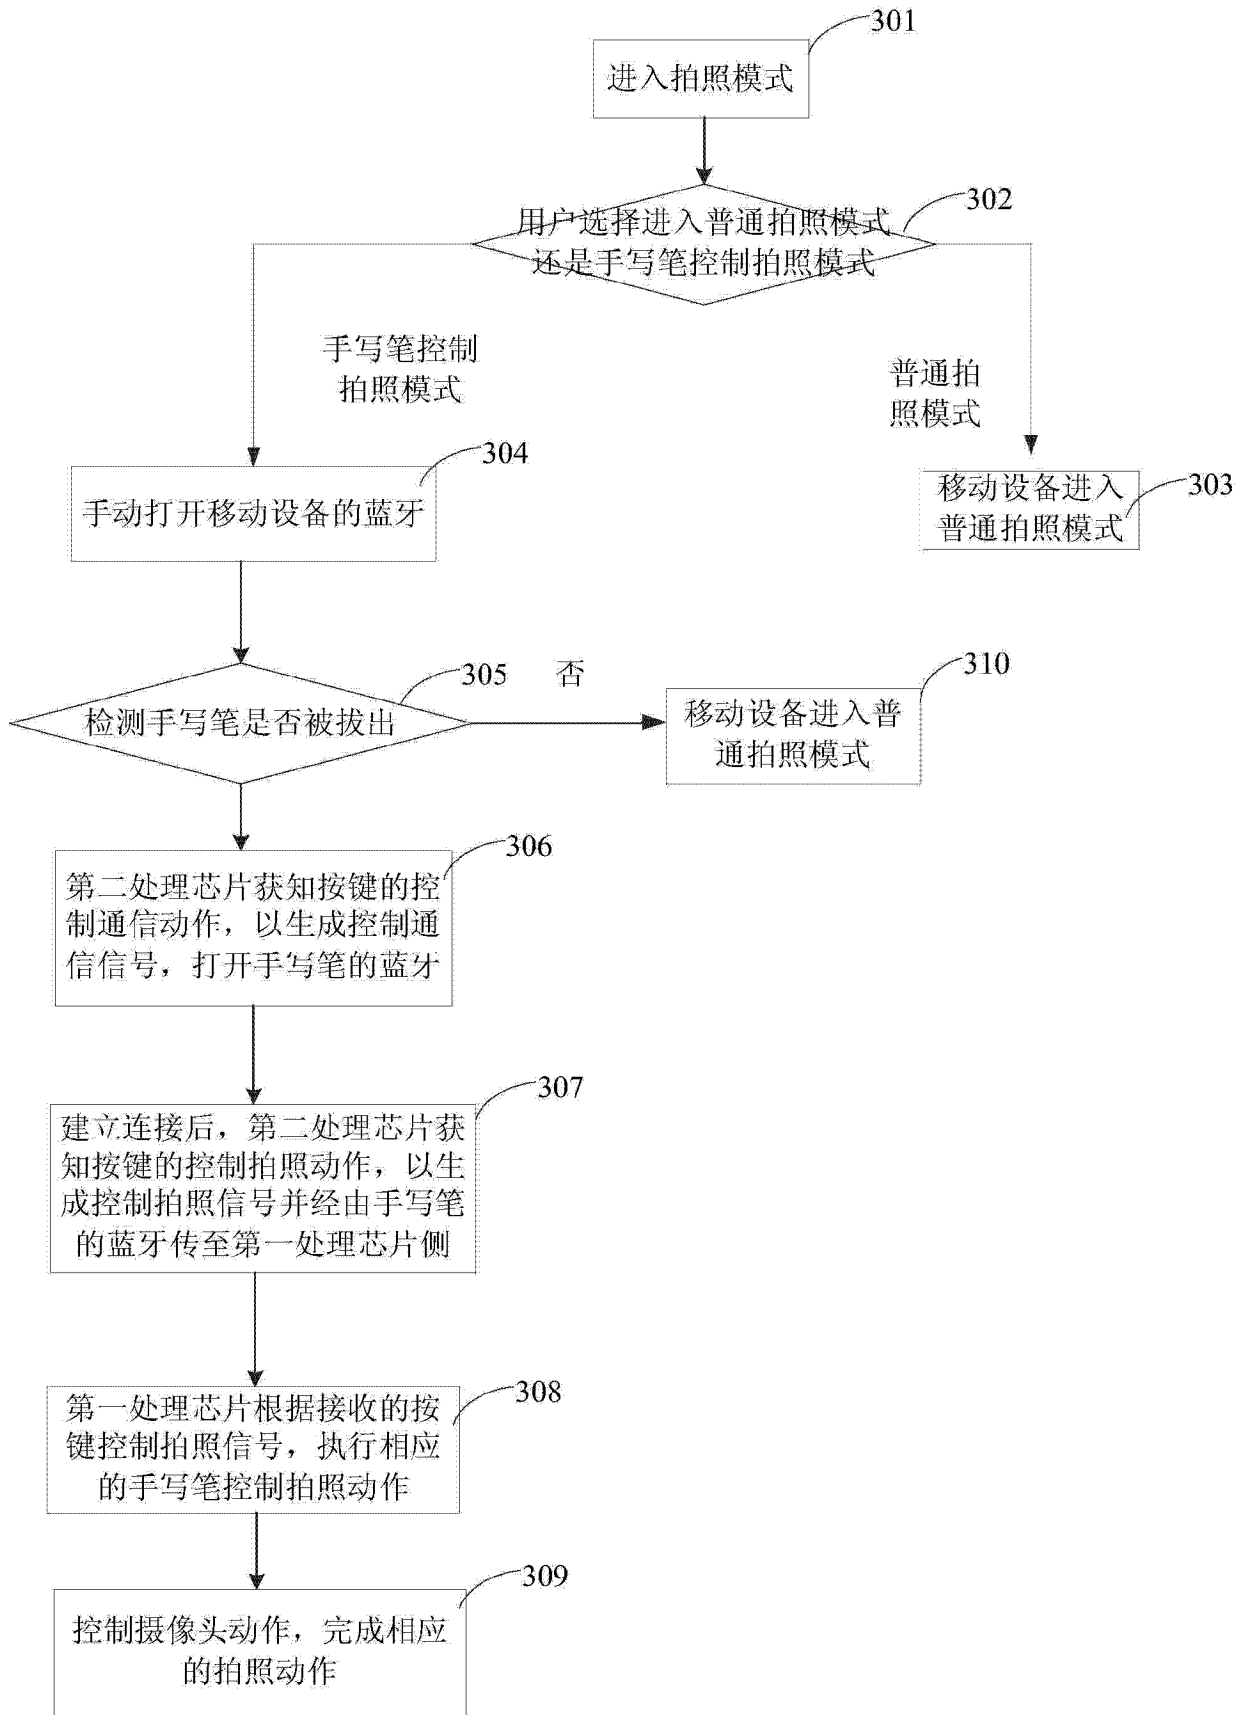 301
进入拍照模式
302
用户选择进入普通拍照模式
还是手写笔控制拍照模式
手写笔控制
拍照模式
普通拍
照模式
304
手动打开移动设备的蓝牙
303
移动设备进入
普通拍照模式
305
否
检测手写笔是否被拔出
310
移动设备进入普
通拍照模式
306
第二处理芯片获知按键的控
制通信动作，以生成控制通
信信号，打开手写笔的蓝牙
307
建立连接后，第二处理芯片获
知按键的控制拍照动作，以生
成控制拍照信号并经由手写笔
的蓝牙传至第一处理芯片侧
308
第一处理芯片根据接收的按
键控制拍照信号，执行相应
的手写笔控制拍照动作
309
控制摄像头动作，完成相应
的拍照动作